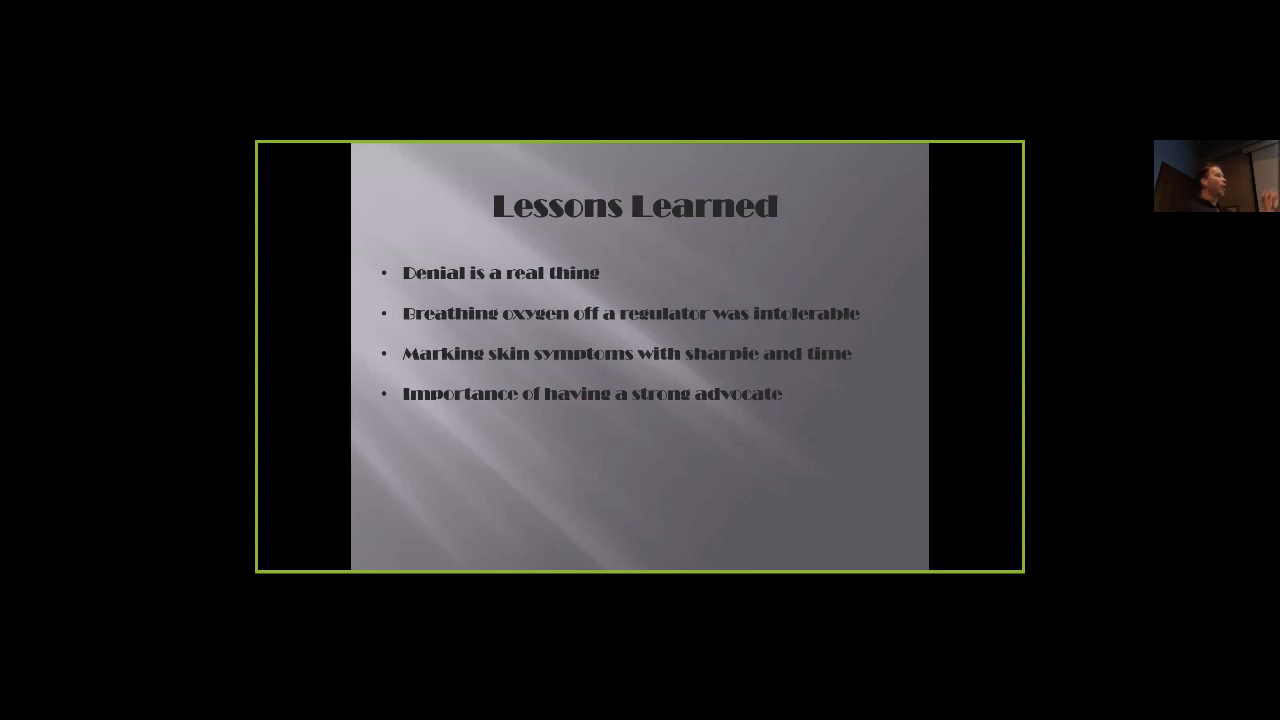 Lessons Learned
• Denial is a real thing
• Breathing oxygen off a regulator was intolerable
• Marking skin symptoms with sharpie and time
• Importance of having a strong advocate